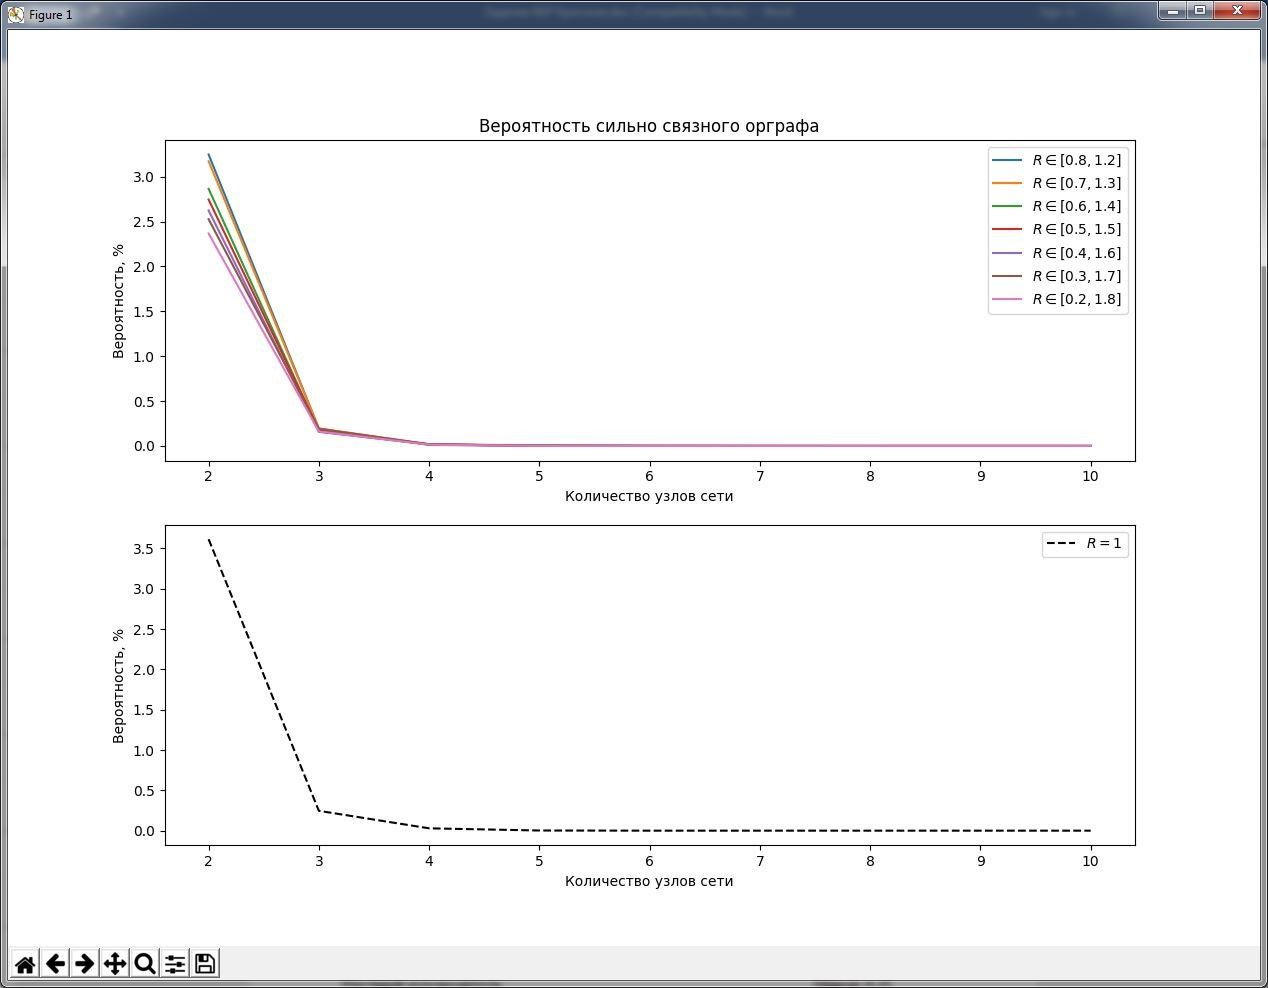 Figure 1
Вероятность сильно связного орграфа
3.0
2.5
2.0
1.5
1.0
0.5
0.0
Вероятность, %
R ∈ [0.8, 1.2]
R ∈ [0.7, 1.3]
R ∈ [0.6, 1.4]
R ∈ [0.5, 1.5]
R ∈ [0.4, 1.6]
R ∈ [0.3, 1.7]
R ∈ [0.2, 1.8]
2 3 4 5 6 7 8 9 10
Количество узлов сети
3.5
3.0
2.5
2.0
1.5
1.0
0.5
0.0
Вероятность, %
R = 1
2 3 4 5 6 7 8 9 10
Количество узлов сети